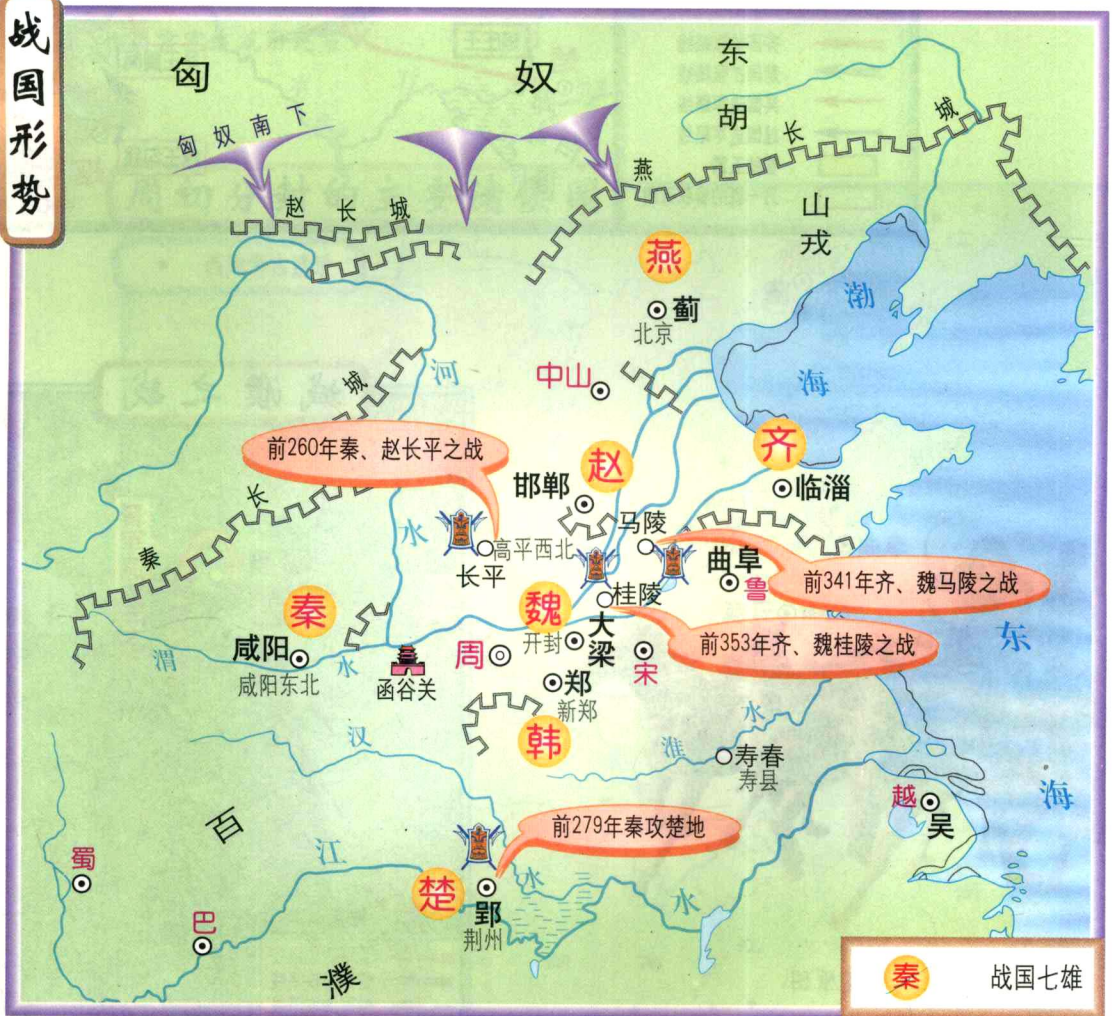 战国形势
匈 奴
东胡
匈奴南下
赵长城
燕长城
山戎
燕
蓟
北京
渤海
中山
河水
秦长城
前260年秦、赵长平之战
赵
邯郸
齐
临淄
马陵
高平西北
长平
曲阜
鲁
前341年齐、魏马陵之战
桂陵
魏
开封
大梁
前353年齐、魏桂陵之战
秦
咸阳
咸阳东北
渭水
函谷关
周
宋
郑
新郑
韩
东海
汉水
淮水
寿春
寿县
越
吴
百濮
江水
前279年秦攻楚地
楚
郢
荆州
蜀
巴
秦 战国七雄